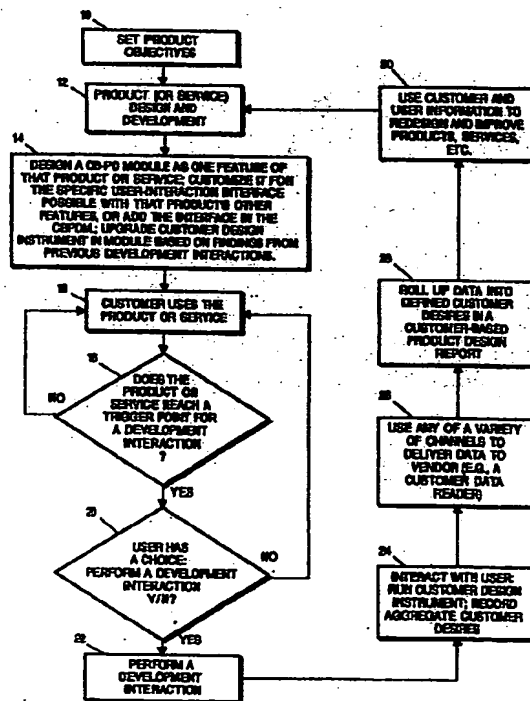 10
SET PRODUCT
OBJECTIVES
12
PRODUCT (OR SERVICE)
DESIGN AND
DEVELOPMENT
14
DESIGN A CB-PD MODULE AS ONE FEATURE OF
THAT PRODUCT OR SERVICE; CUSTOMIZE IT FOR
THE SPECIFIC USER-INTERACTION INTERFACE
POSSIBLE WITH THAT PRODUCT'S OTHER
FEATURES, OR ADD THE INTERFACE IN THE
CBPDM; UPGRADE CUSTOMER DESIGN
INSTRUMENT IN MODULE BASED ON FINDINGS FROM
PREVIOUS DEVELOPMENT INTERACTIONS.
CUSTOMER USES THE
PRODUCT OR SERVICE
DOES THE
PRODUCT OR
SERVICE REACH A
TRIGGER POINT FOR
A DEVELOPMENT
INTERACTION
?
NO
YES
20
USER HAS
A CHOICE:
PERFORM A DEVELOPMENT
INTERACTION
Y/N?
NO
YES
22
PERFORM A
DEVELOPMENT
INTERACTION
24
INTERACT WITH USER:
RUN CUSTOMER DESIGN
INSTRUMENT; RECORD
AGGREGATE CUSTOMER
DESIRES
USE ANY OF A VARIETY
OF CHANNELS TO
DELIVER DATA TO
VENDOR (E.G., A
CUSTOMER DATA
READER)
ROLL UP DATA INTO
DEFINED CUSTOMER
DESIRES IN A
CUSTOMER-BASED
PRODUCT DESIGN
REPORT
USE CUSTOMER AND
USER INFORMATION TO
REDESIGN AND IMPROVE
PRODUCTS, SERVICES,
ETC.